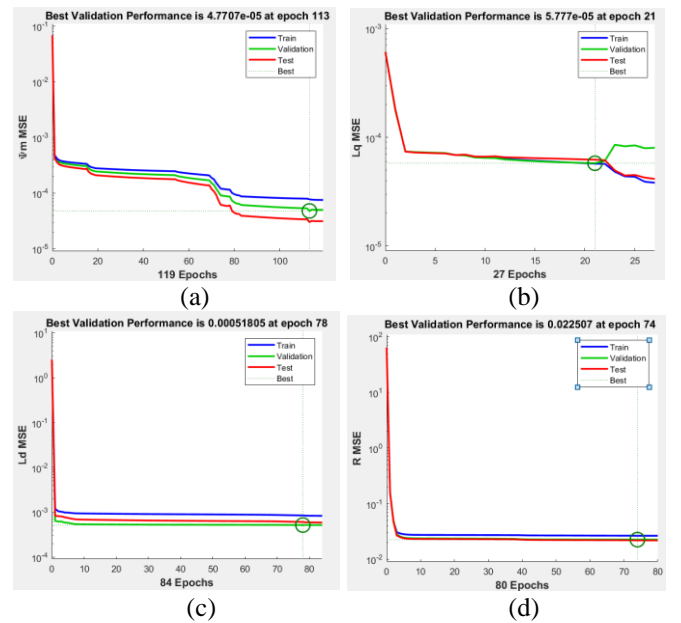 Best Validation Performance is 4.7707e-05 at epoch 113
10^-1
10^-3
10^-4
10^-5
Ψm MSE
Train
Validation
Test
Best
0 20 40 60 80 100
119 Epochs
(a)
Best Validation Performance is 5.777e-05 at epoch 21
10^-3
10^-4
10^-5
Lq MSE
Train
Validation
Test
Best
0 5 10 15 20 25
27 Epochs
(b)
Best Validation Performance is 0.00051805 at epoch 78
10^1
10^0
10^-1
10^-2
10^-3
10^-4
Ld MSE
Train
Validation
Test
Best
0 10 20 30 40 50 60 70 80
84 Epochs
(c)
Best Validation Performance is 0.022507 at epoch 74
10^2
10^0
10^-1
10^-2
R MSE
Train
Validation
Test
Best
0 10 20 30 40 50 60 70 80
80 Epochs
(d)